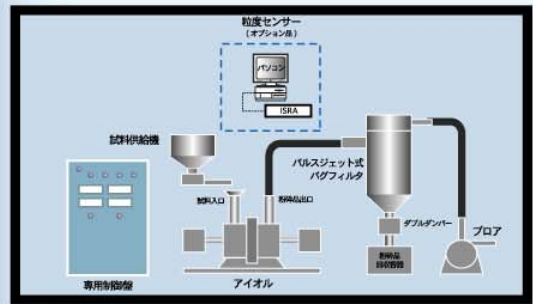 粒度センサー
（オプション品）
パソコン
ISRA
試料供給機
パルスジェット式
バグフィルタ
試料入口
粉砕品出口
ダブルダンパー
ブロア
粉砕品
回収容器
専用制御盤
アイオル